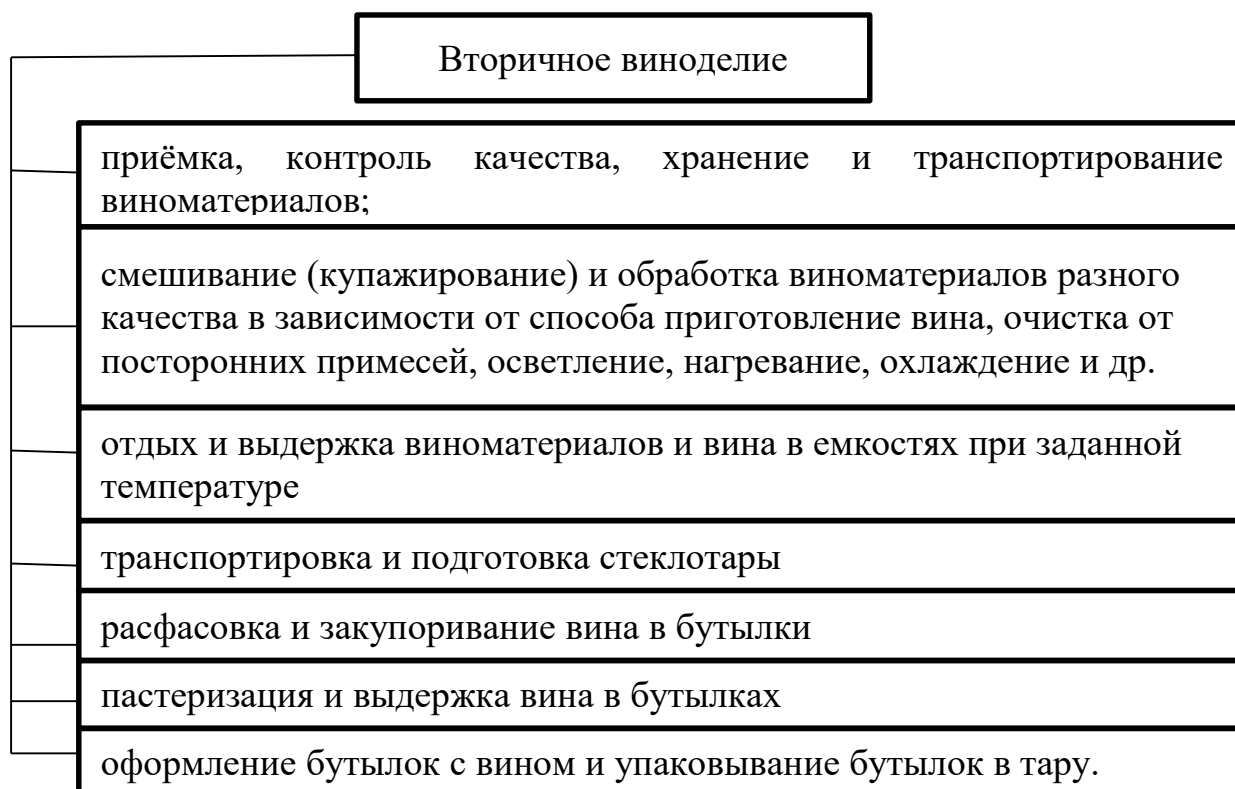 Вторичное виноделие
приёмка, контроль качества, хранение и транспортирование
виноматериалов;
смешивание (купажирование) и обработка виноматериалов разного
качества в зависимости от способа приготовление вина, очистка от
посторонних примесей, осветление, нагревание, охлаждение и др.
отдых и выдержка виноматериалов и вина в емкостях при заданной
температуре
транспортировка и подготовка стеклотары
расфасовка и закупоривание вина в бутылки
пастеризация и выдержка вина в бутылках
оформление бутылок с вином и упаковывание бутылок в тару.